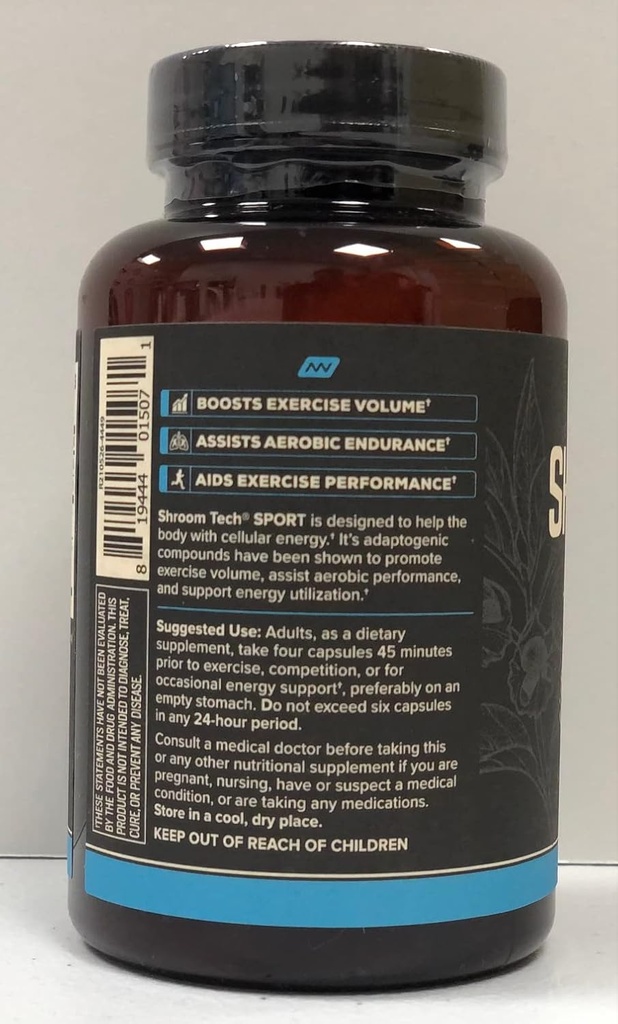 BOOSTS EXERCISE VOLUME†
ASSISTS AEROBIC ENDURANCE†
AIDS EXERCISE PERFORMANCE†
Shroom Tech® SPORT is designed to help the
body with cellular energy.† It's adaptogenic
compounds have been shown to promote
exercise volume, assist aerobic performance,
and support energy utilization.†
Suggested Use: Adults, as a dietary
supplement, take four capsules 45 minutes
prior to exercise, competition, or for
occasional energy support†, preferably on an
empty stomach. Do not exceed six capsules
in any 24-hour period.
Consult a medical doctor before taking this
or any other nutritional supplement if you are
pregnant, nursing, have or suspect a medical
condition, or are taking any medications.
Store in a cool, dry place.
KEEP OUT OF REACH OF CHILDREN
R210526-4449
8 19444 01507 1
†THESE STATEMENTS HAVE NOT BEEN EVALUATED
BY THE FOOD AND DRUG ADMINISTRATION. THIS
PRODUCT IS NOT INTENDED TO DIAGNOSE, TREAT,
CURE, OR PREVENT ANY DISEASE.